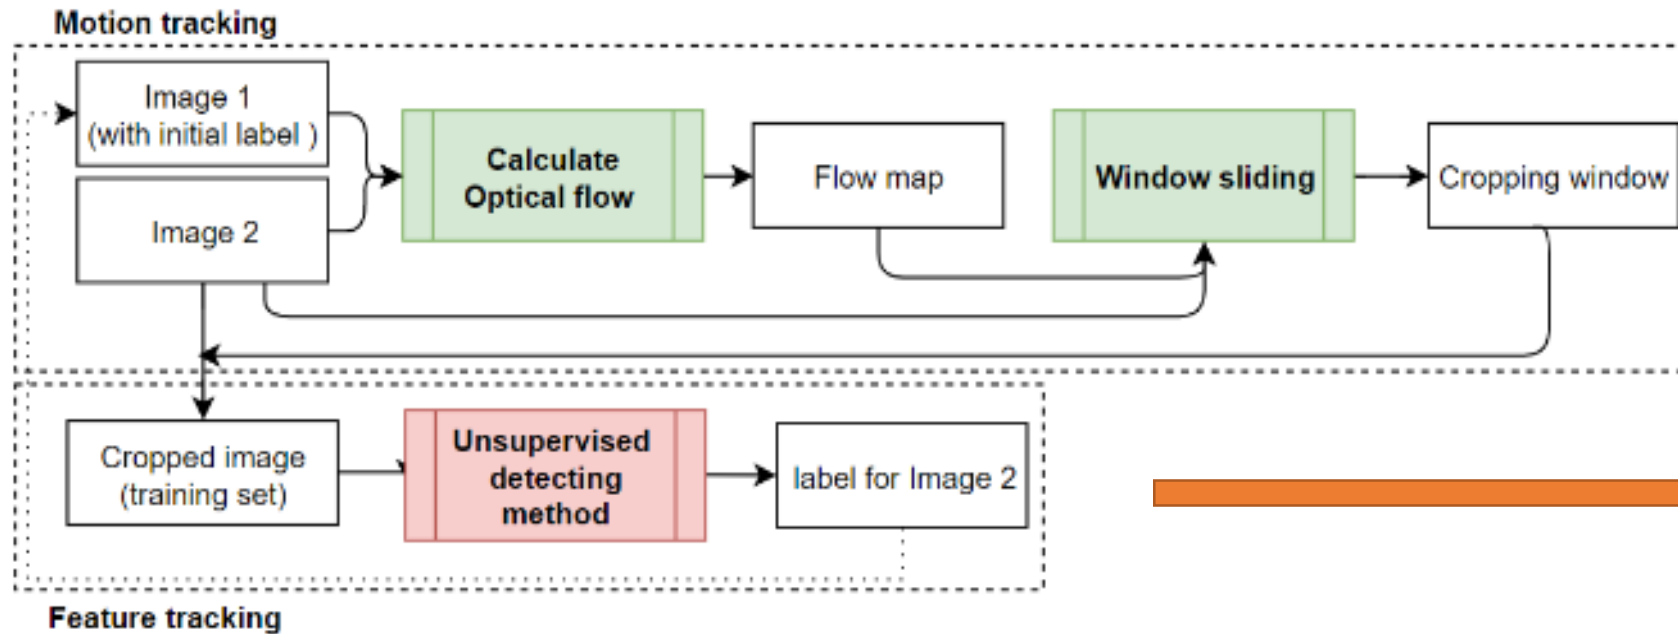 Motion tracking
Image 1
(with initial label )
Image 2
Calculate
Optical flow
Flow map
Window sliding
Cropping window
Cropped image
(training set)
Unsupervised
detecting
method
label for Image 2
Feature tracking